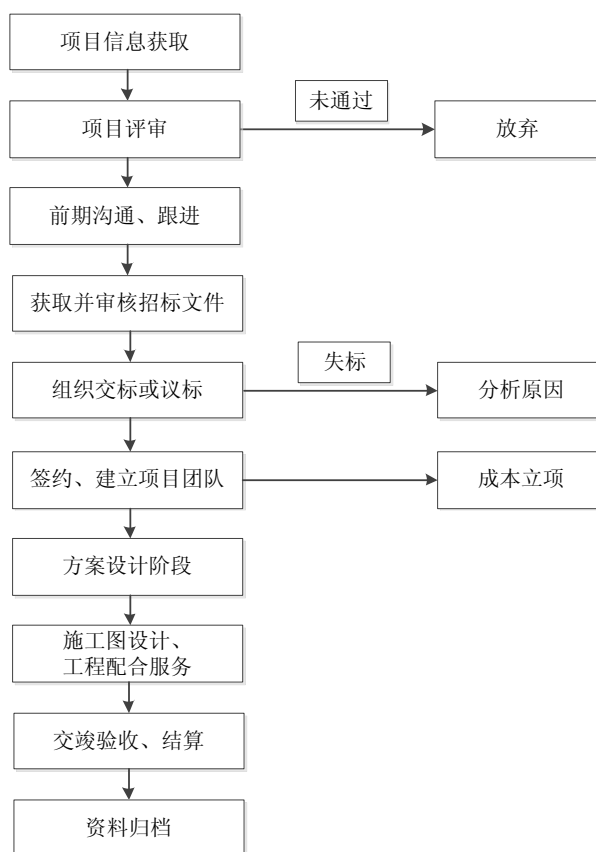 项目信息获取
未通过
项目评审
放弃
前期沟通、跟进
获取并审核招标文件
失标
组织交标或议标
分析原因
签约、建立项目团队
成本立项
方案设计阶段
施工图设计、
工程配合服务
交竣验收、结算
资料归档